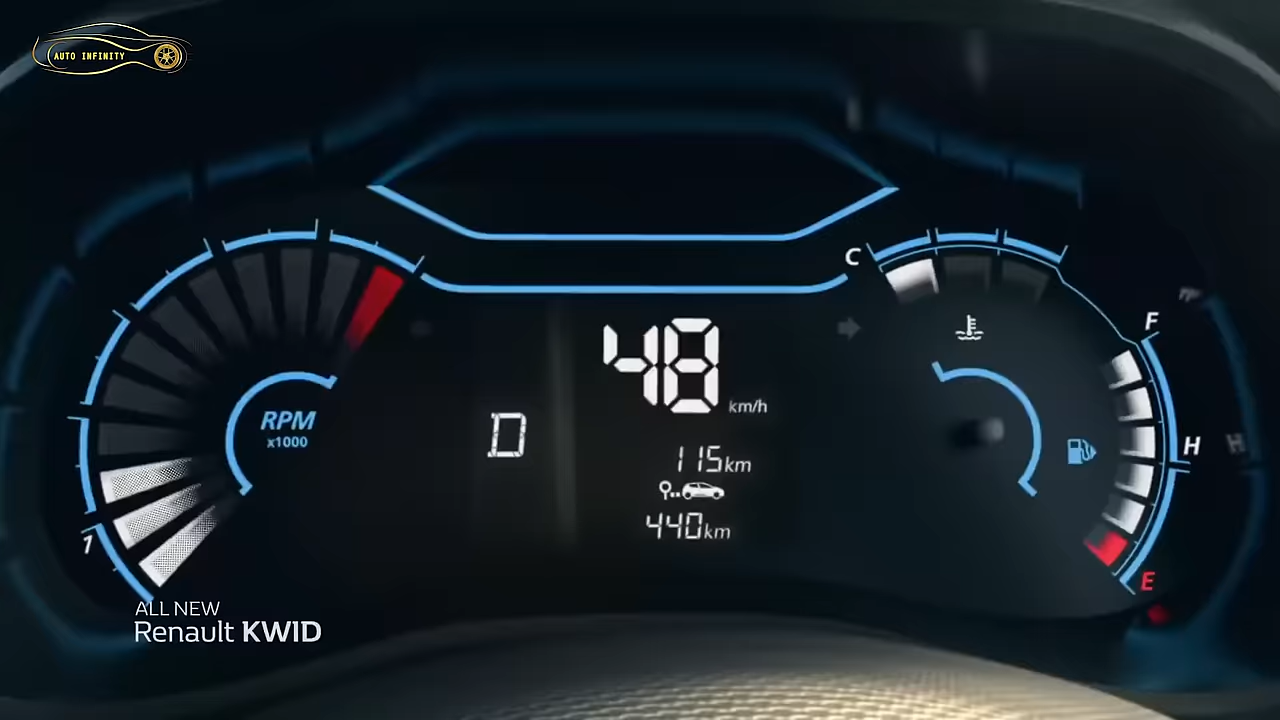 AUTO INFINITY
C
F
48
km/h
RPM
x1000
D
H
115km
440km
1
E
ALL NEW
Renault KWID